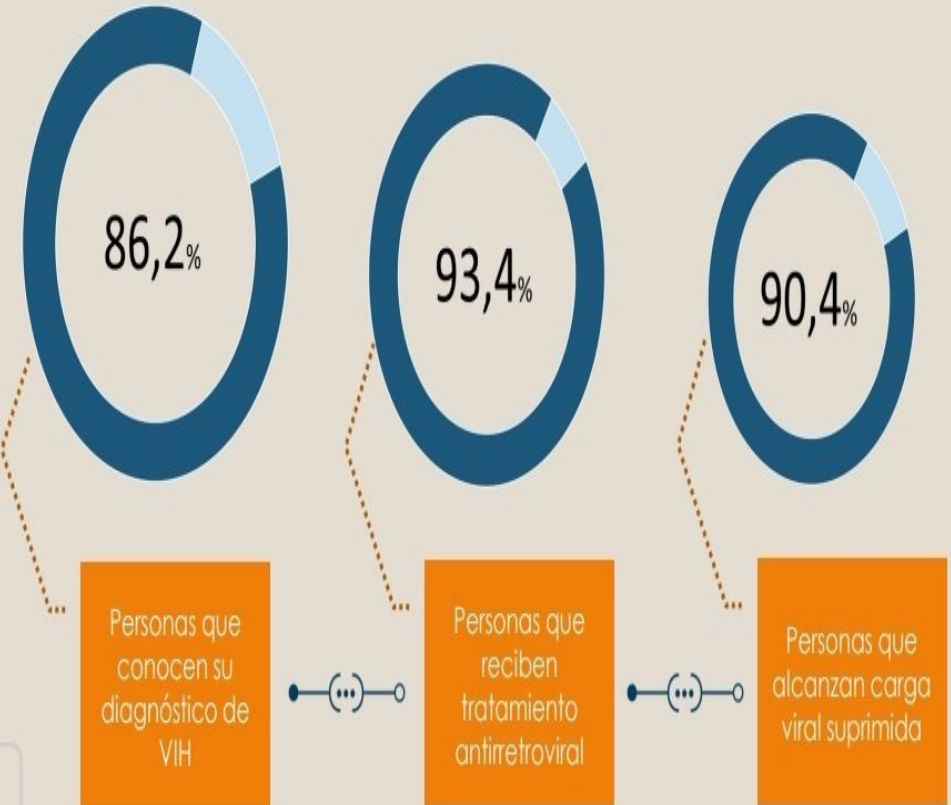 86,2%
93,4%
90,4%
Personas que
conocen su
diagnóstico de
VIH
Personas que
reciben
tratamiento
antirretroviral
Personas que
alcanzan carga
viral suprimida